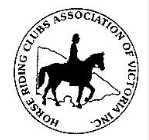 HORSE RIDING CLUBS ASSOCIATION OF VICTORIA INC.